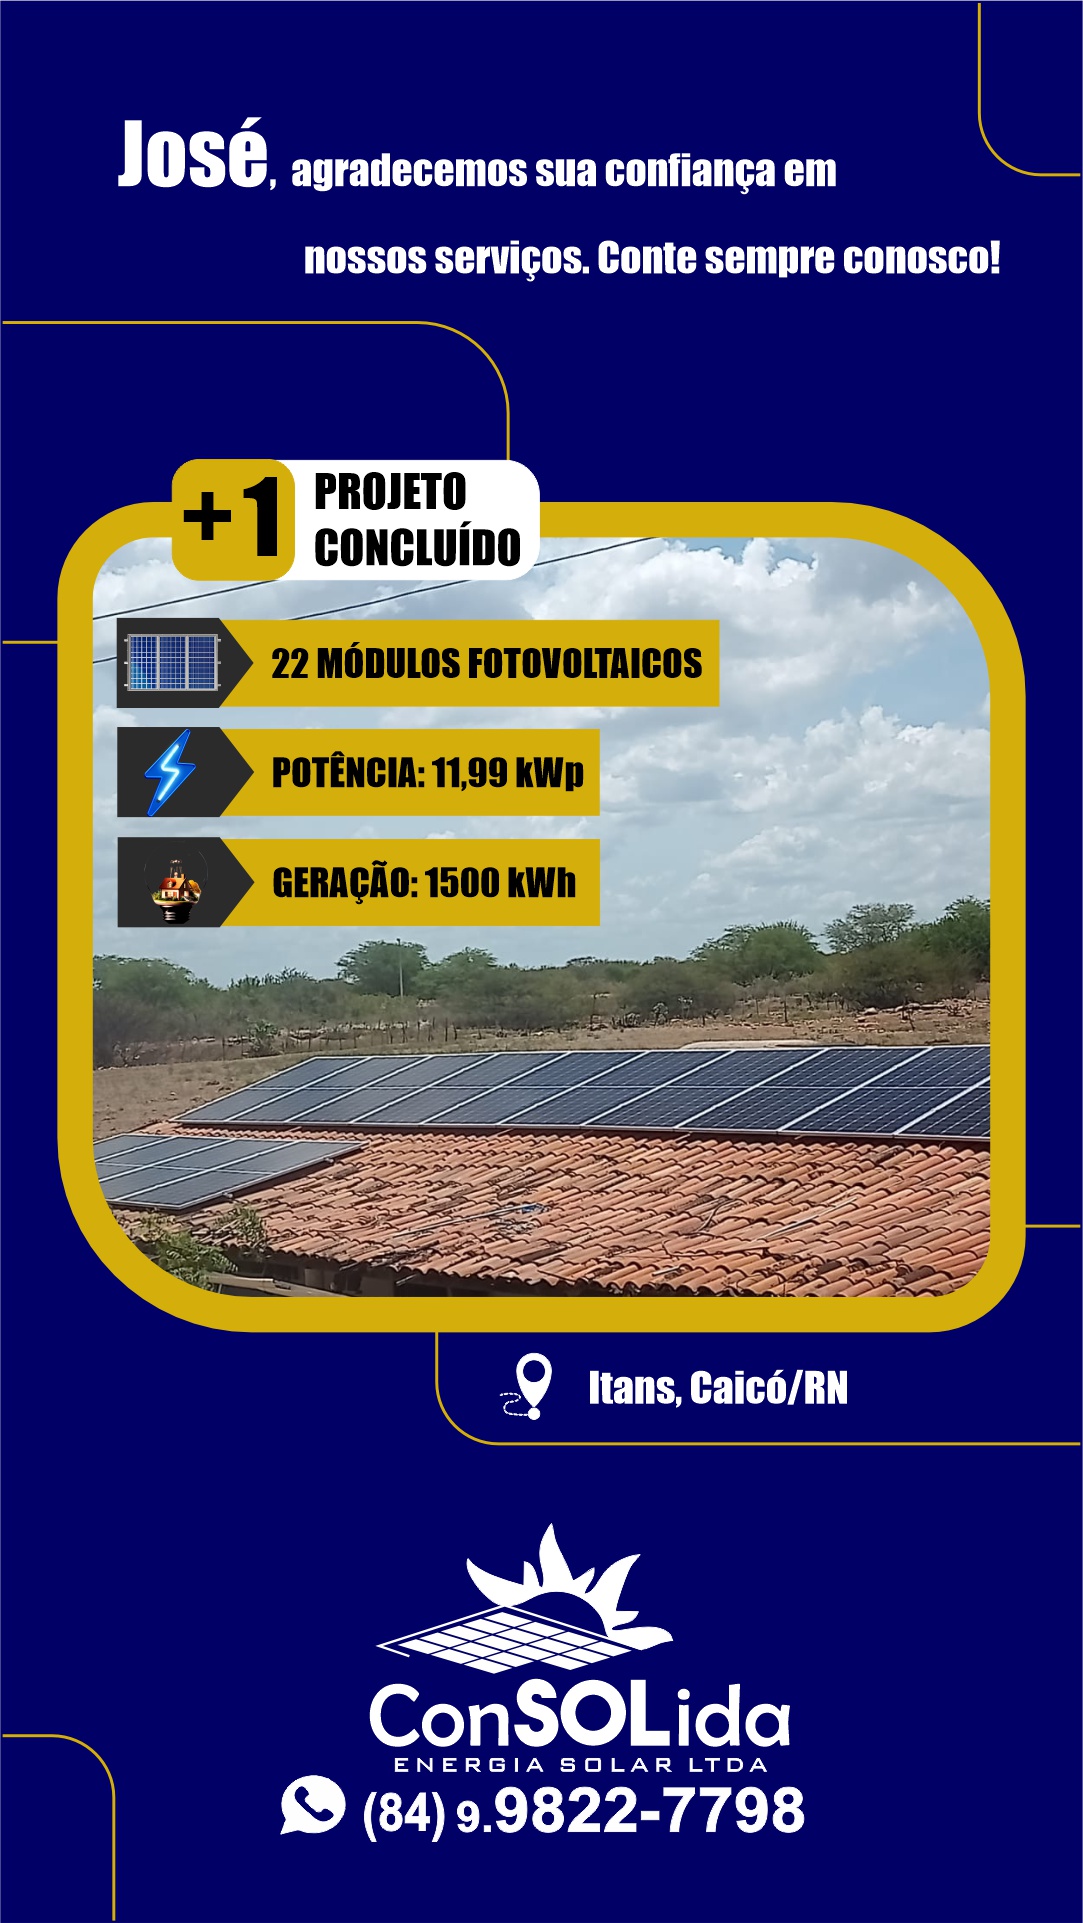 José, agradecemos sua confiança em
nossos serviços. Conte sempre conosco!
+1
PROJETO
CONCLUÍDO
22 MÓDULOS FOTOVOLTAICOS
POTÊNCIA: 11,99 kWp
GERAÇÃO: 1500 kWh
Itans, Caicó/RN
ConSOLida
ENERGIA SOLAR LTDA
(84) 9.9822-7798